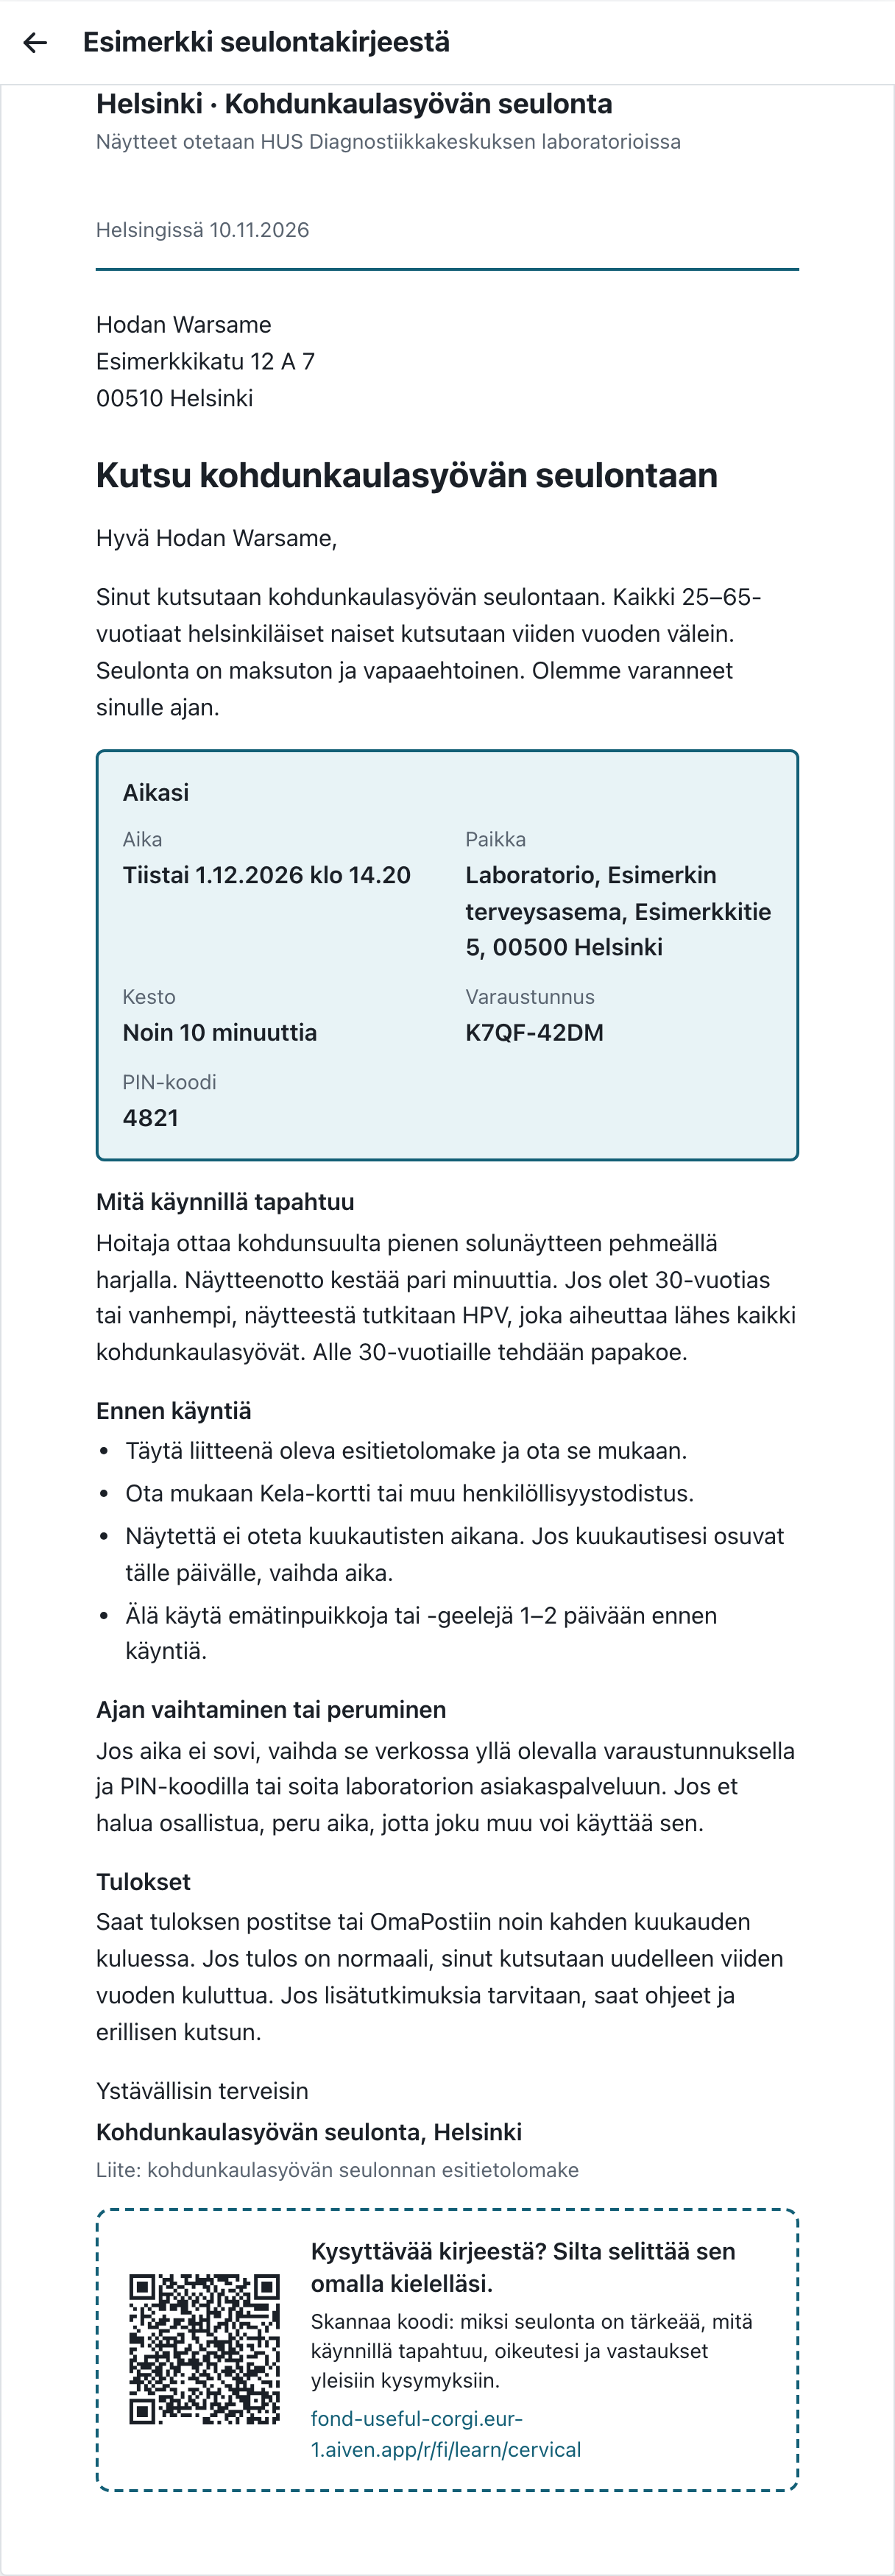 Esimerkki seulontakirjeestä
Helsinki · Kohdunkaulasyövän seulonta
Näytteet otetaan HUS Diagnostiikkakeskuksen laboratorioissa
Helsingissä 10.11.2026
Hodan Warsame
Esimerkkikatu 12 A 7
00510 Helsinki
Kutsu kohdunkaulasyövän seulontaan
Hyvä Hodan Warsame,
Sinut kutsutaan kohdunkaulasyövän seulontaan. Kaikki 25–65-
vuotiaat helsinkiläiset naiset kutsutaan viiden vuoden välein.
Seulonta on maksuton ja vapaaehtoinen. Olemme varanneet
sinulle ajan.
Aikasi
Aika
Tiistai 1.12.2026 klo 14.20
Paikka
Laboratorio, Esimerkin
terveysasema, Esimerkkitie
5, 00500 Helsinki
Kesto
Noin 10 minuuttia
Varaustunnus
K7QF-42DM
PIN-koodi
4821
Mitä käynnillä tapahtuu
Hoitaja ottaa kohdunsuulta pienen solunäytteen pehmeällä
harjalla. Näytteenotto kestää pari minuuttia. Jos olet 30-vuotias
tai vanhempi, näytteestä tutkitaan HPV, joka aiheuttaa lähes kaikki
kohdunkaulasyövät. Alle 30-vuotiaille tehdään papakoe.
Ennen käyntiä
• Täytä liitteenä oleva esitietolomake ja ota se mukaan.
• Ota mukaan Kela-kortti tai muu henkilöllisyystodistus.
• Näytettä ei oteta kuukautisten aikana. Jos kuukautisesi osuvat
tälle päivälle, vaihda aika.
• Älä käytä emätinpuikkoja tai -geelejä 1–2 päivään ennen
käyntiä.
Ajan vaihtaminen tai peruminen
Jos aika ei sovi, vaihda se verkossa yllä olevalla varaustunnuksella
ja PIN-koodilla tai soita laboratorion asiakaspalveluun. Jos et
halua osallistua, peru aika, jotta joku muu voi käyttää sen.
Tulokset
Saat tuloksen postitse tai OmaPostiin noin kahden kuukauden
kuluessa. Jos tulos on normaali, sinut kutsutaan uudelleen viiden
vuoden kuluttua. Jos lisätutkimuksia tarvitaan, saat ohjeet ja
erillisen kutsun.
Ystävällisin terveisin
Kohdunkaulasyövän seulonta, Helsinki
Liite: kohdunkaulasyövän seulonnan esitietolomake
Kysyttävää kirjeestä? Silta selittää sen
omalla kielelläsi.
Skannaa koodi: miksi seulonta on tärkeää, mitä
käynnillä tapahtuu, oikeutesi ja vastaukset
yleisiin kysymyksiin.
fond-useful-corgi.eur-
1.aiven.app/r/fi/learn/cervical